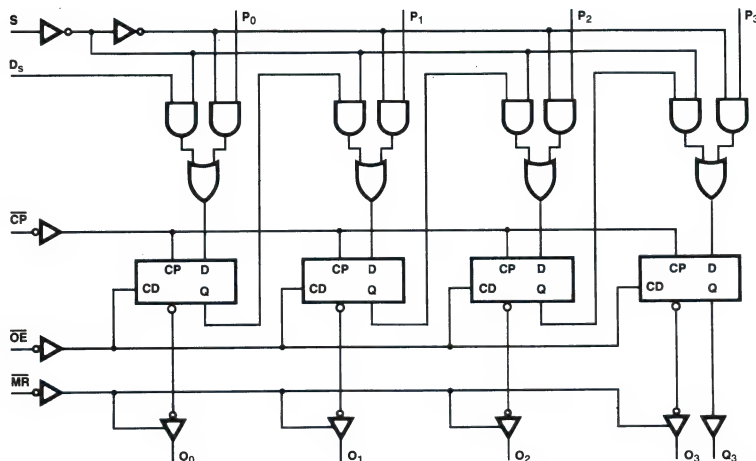 S
P0
P1
P2
P3
DS
CP
CP D
CD Q
CP D
CD Q
CP D
CD Q
CP D
CD Q
OE
MR
O0
O1
O2
O3
Q3